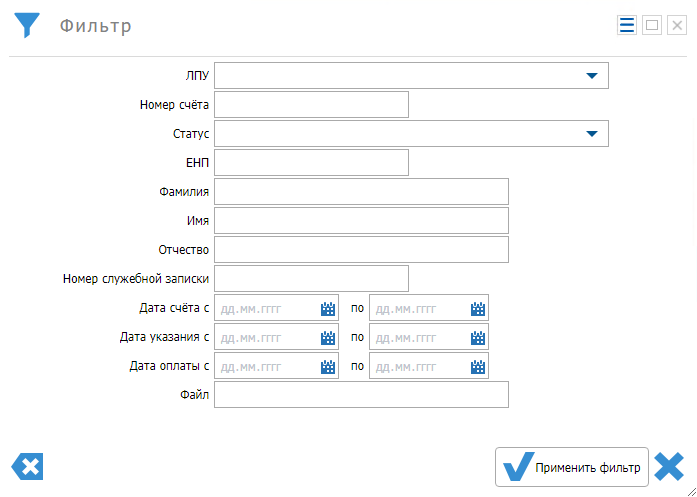 Фильтр
ЛПУ
Номер счёта
Статус
ЕНП
Фамилия
Имя
Отчество
Номер служебной записки
Дата счёта с дд.мм.гггг по дд.мм.гггг
Дата указания с дд.мм.гггг по дд.мм.гггг
Дата оплаты с дд.мм.гггг по дд.мм.гггг
Файл
Применить фильтр